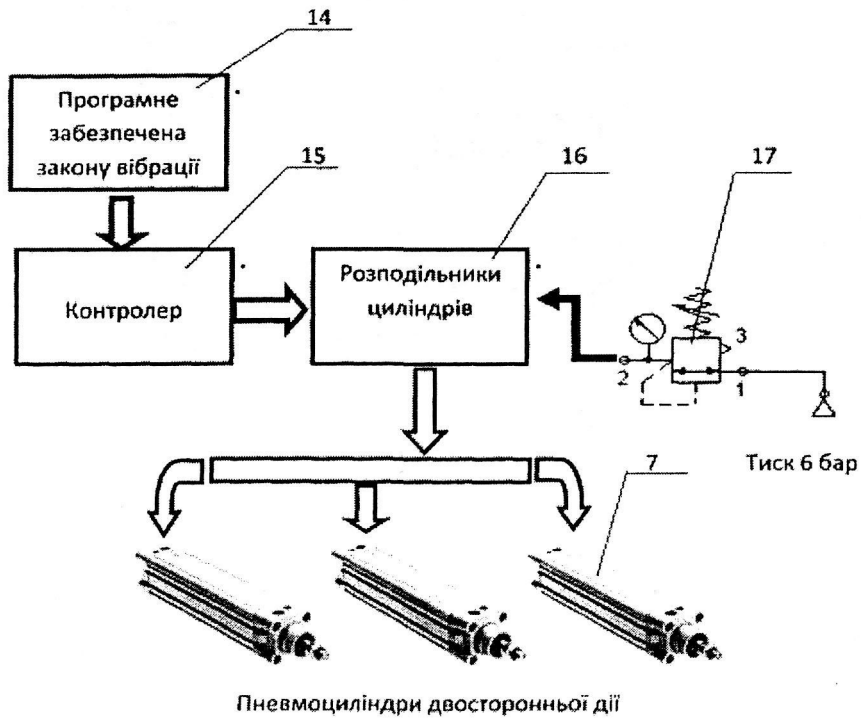 14
Програмне
забезпечена
закону вібрації
15
16
17
Контролер
Розподільники
циліндрів
3
2
1
7
Тиск 6 бар
Пневмоциліндри двосторонньої дії